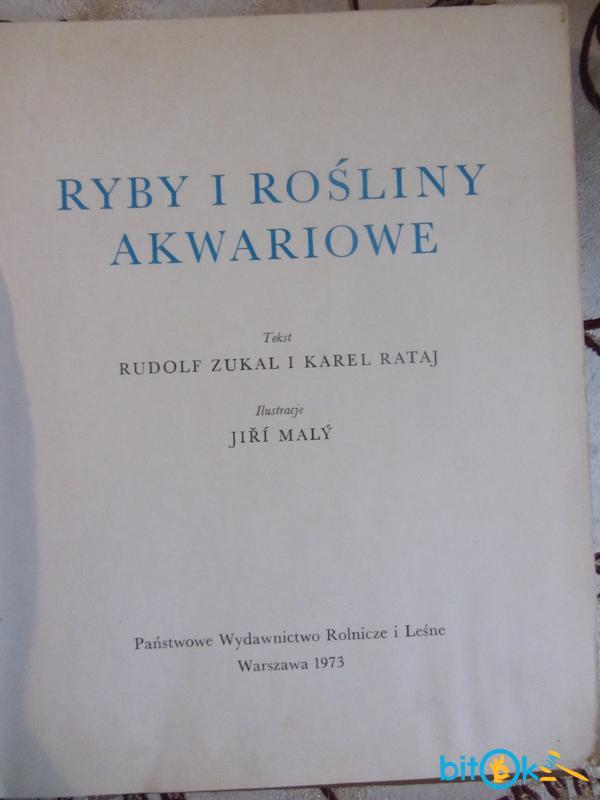 RYBY I ROŚLINY
AKWARIOWE
Tekst
RUDOLF ZUKAL I KAREL RATAJ
Ilustracje
JIŘÍ MALÝ
Państwowe Wydawnictwo Rolnicze i Leśne
Warszawa 1973
bitOk